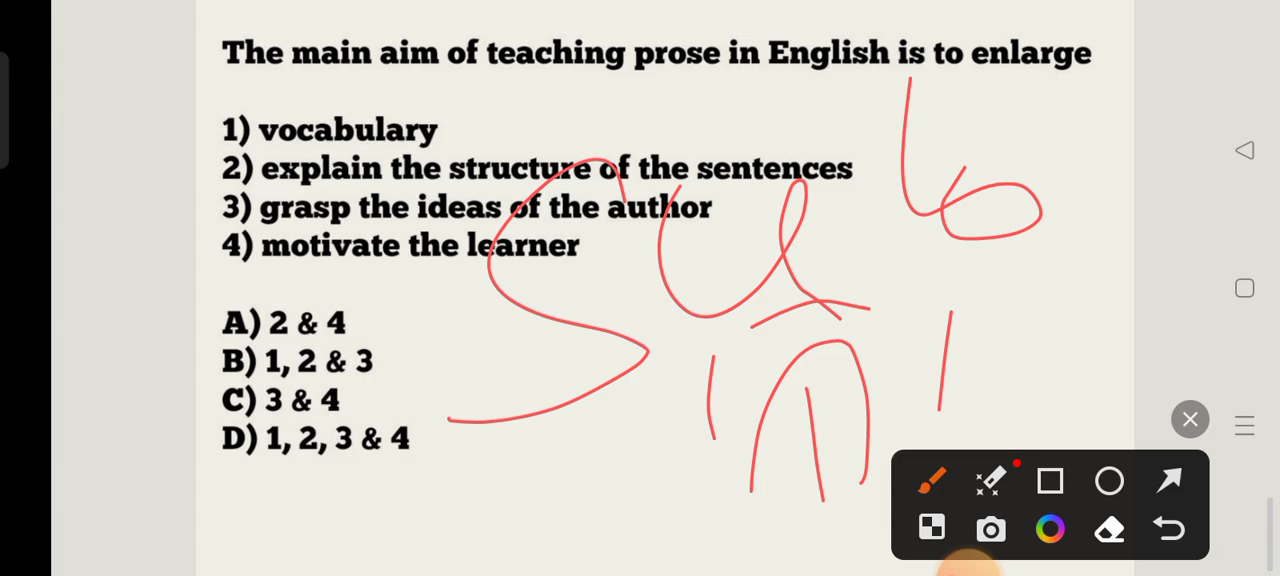 The main aim of teaching prose in English is to enlarge
1) vocabulary
2) explain the structure of the sentences
3) grasp the ideas of the author
4) motivate the learner
A) 2 & 4
B) 1, 2 & 3
C) 3 & 4
D) 1, 2, 3 & 4